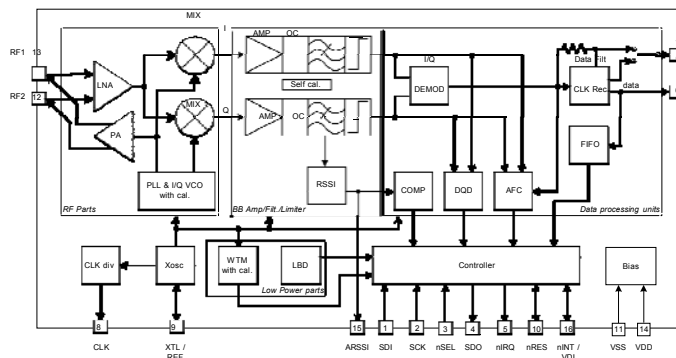 MIX
I
RF1 13
AMP OC
I/Q
Data Filt
LNA
Self cal.
DEMOD
CLK Rec
data
RF2
12
Q
MIX
AMP
OC
PA
FIFO
PLL & I/Q VCO
with cal.
RSSI
COMP
DQD
AFC
RF Parts
BB Amp/Filt./Limiter
Data processing units
CLK div
Xosc
WTM
with cal.
LBD
Low Power parts
Controller
Bias
8
9
15
1
2
3
4
5
10
16
11
14
CLK
XTL /
REF
ARSSI
SDI
SCK
nSEL
SDO
nIRQ
nRES
nINT /
VDI
VSS
VDD